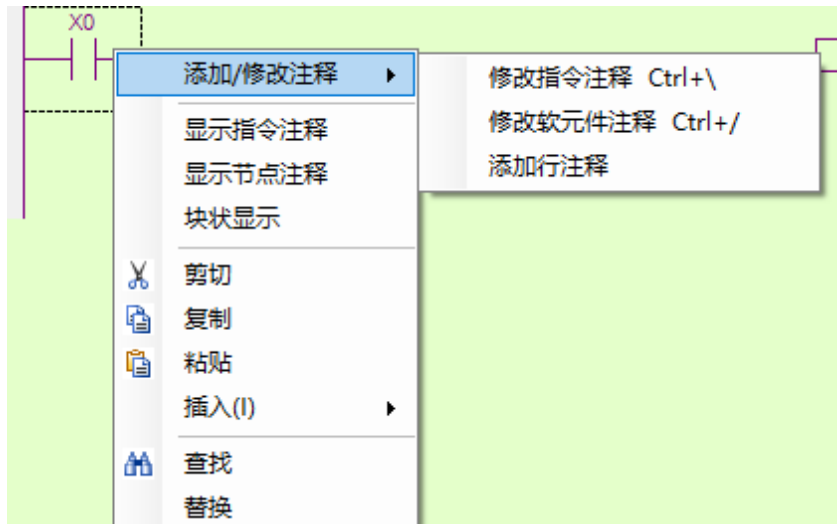 X0
添加/修改注释
修改指令注释 Ctrl+\
修改软元件注释 Ctrl+/
添加行注释
显示指令注释
显示节点注释
块状显示
剪切
复制
粘贴
插入(I)
查找
替换